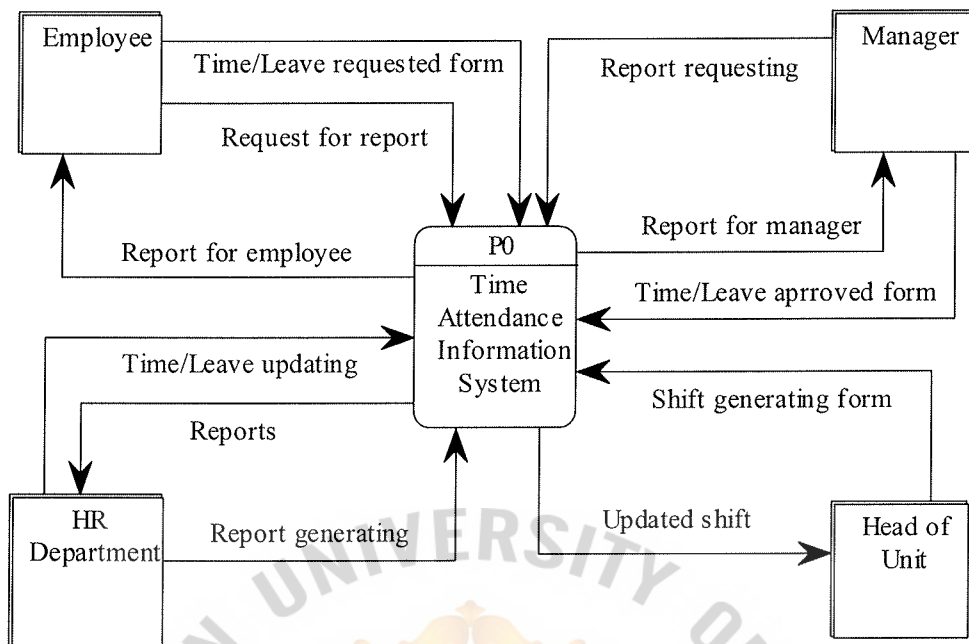 Employee
Manager
Time/Leave requested form
Report requesting
Request for report
Report for employee
Report for manager
P0
Time
Attendance
Information
System
Time/Leave aprroved form
Time/Leave updating
Shift generating form
Reports
HR
Department
Report generating
Updated shift
Head of
Unit
UNIVERSITY